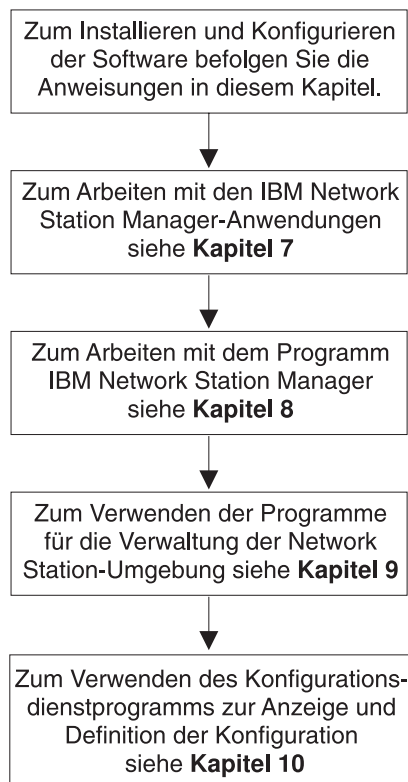 Zum Installieren und Konfigurieren
der Software befolgen Sie die
Anweisungen in diesem Kapitel.
Zum Arbeiten mit den IBM Network
Station Manager-Anwendungen
siehe Kapitel 7
Zum Arbeiten mit dem Programm
IBM Network Station Manager
siehe Kapitel 8
Zum Verwenden der Programme
für die Verwaltung der Network
Station-Umgebung siehe Kapitel 9
Zum Verwenden des Konfigurations-
dienstprogramms zur Anzeige und
Definition der Konfiguration
siehe Kapitel 10